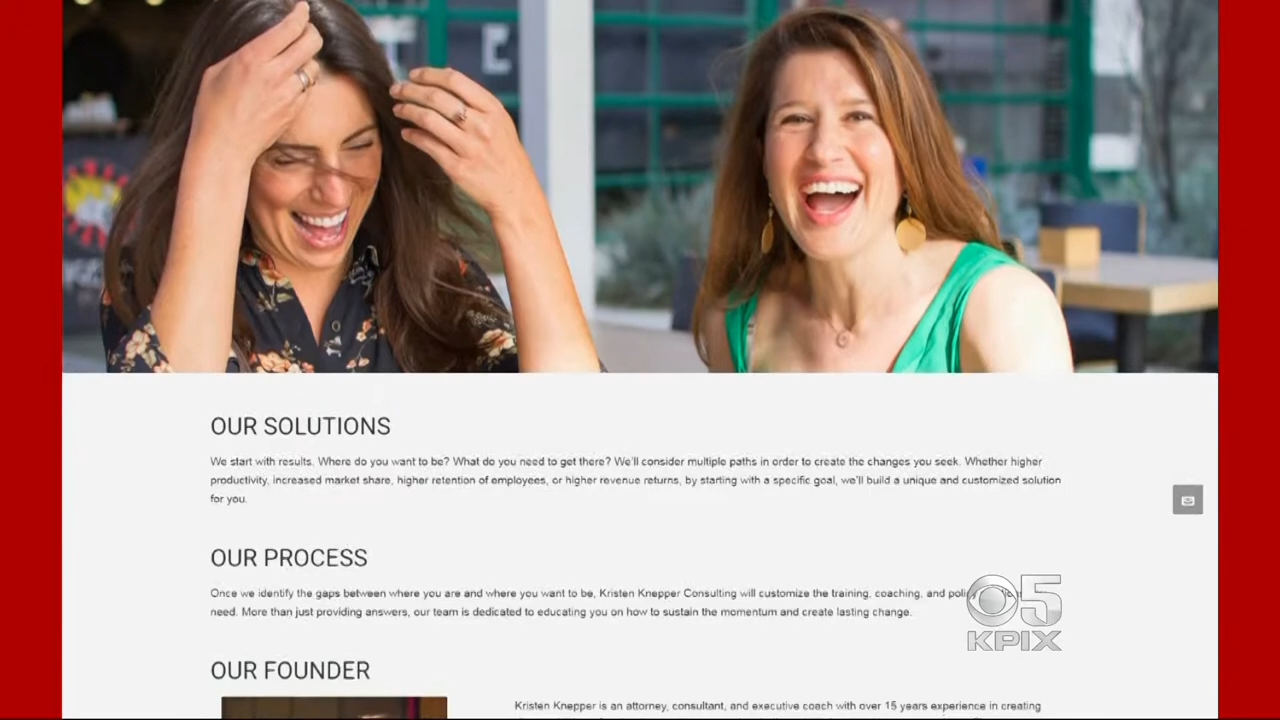 E
OUR SOLUTIONS
We start with results. Where do you want to be? What do you need to get there? We'll consider multiple paths in order to create the changes you seek. Whether higher
productivity, increased market share, higher retention of employees, or higher revenue returns, by starting with a specific goal, we'll build a unique and customized solution
for you.
OUR PROCESS
Once we identify the gaps between where you are and where you want to be, Kristen Knepper Consulting will customize the training, coaching, and
need. More than just providing answers, our team is dedicated to educating you on how to sustain the momentum and create lasting change.
5
KPIX
OUR FOUNDER
Kristen Knepper is an attorney, consultant, and executive coach with over 15 years experience in creating